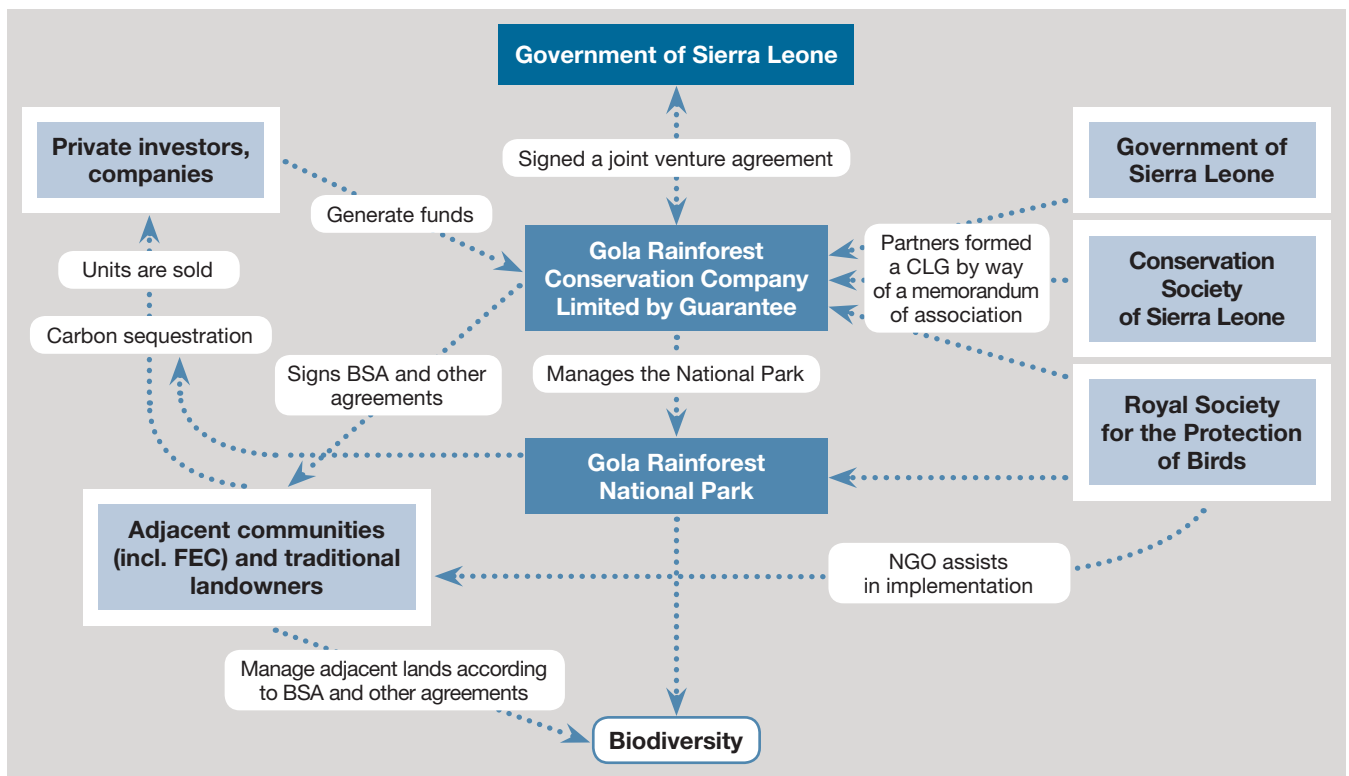 Government of Sierra Leone
Private investors,
companies
Signed a joint venture agreement
Government of
Sierra Leone
Generate funds
Units are sold
Carbon sequestration
Gola Rainforest
Conservation Company
Limited by Guarantee
Partners formed
a CLG by way
of a memorandum
of association
Conservation
Society
of Sierra Leone
Signs BSA and other
agreements
Manages the National Park
Royal Society
for the Protection
of Birds
Gola Rainforest
National Park
Adjacent communities
(incl. FEC) and traditional
landowners
NGO assists
in implementation
Manage adjacent lands according
to BSA and other agreements
Biodiversity